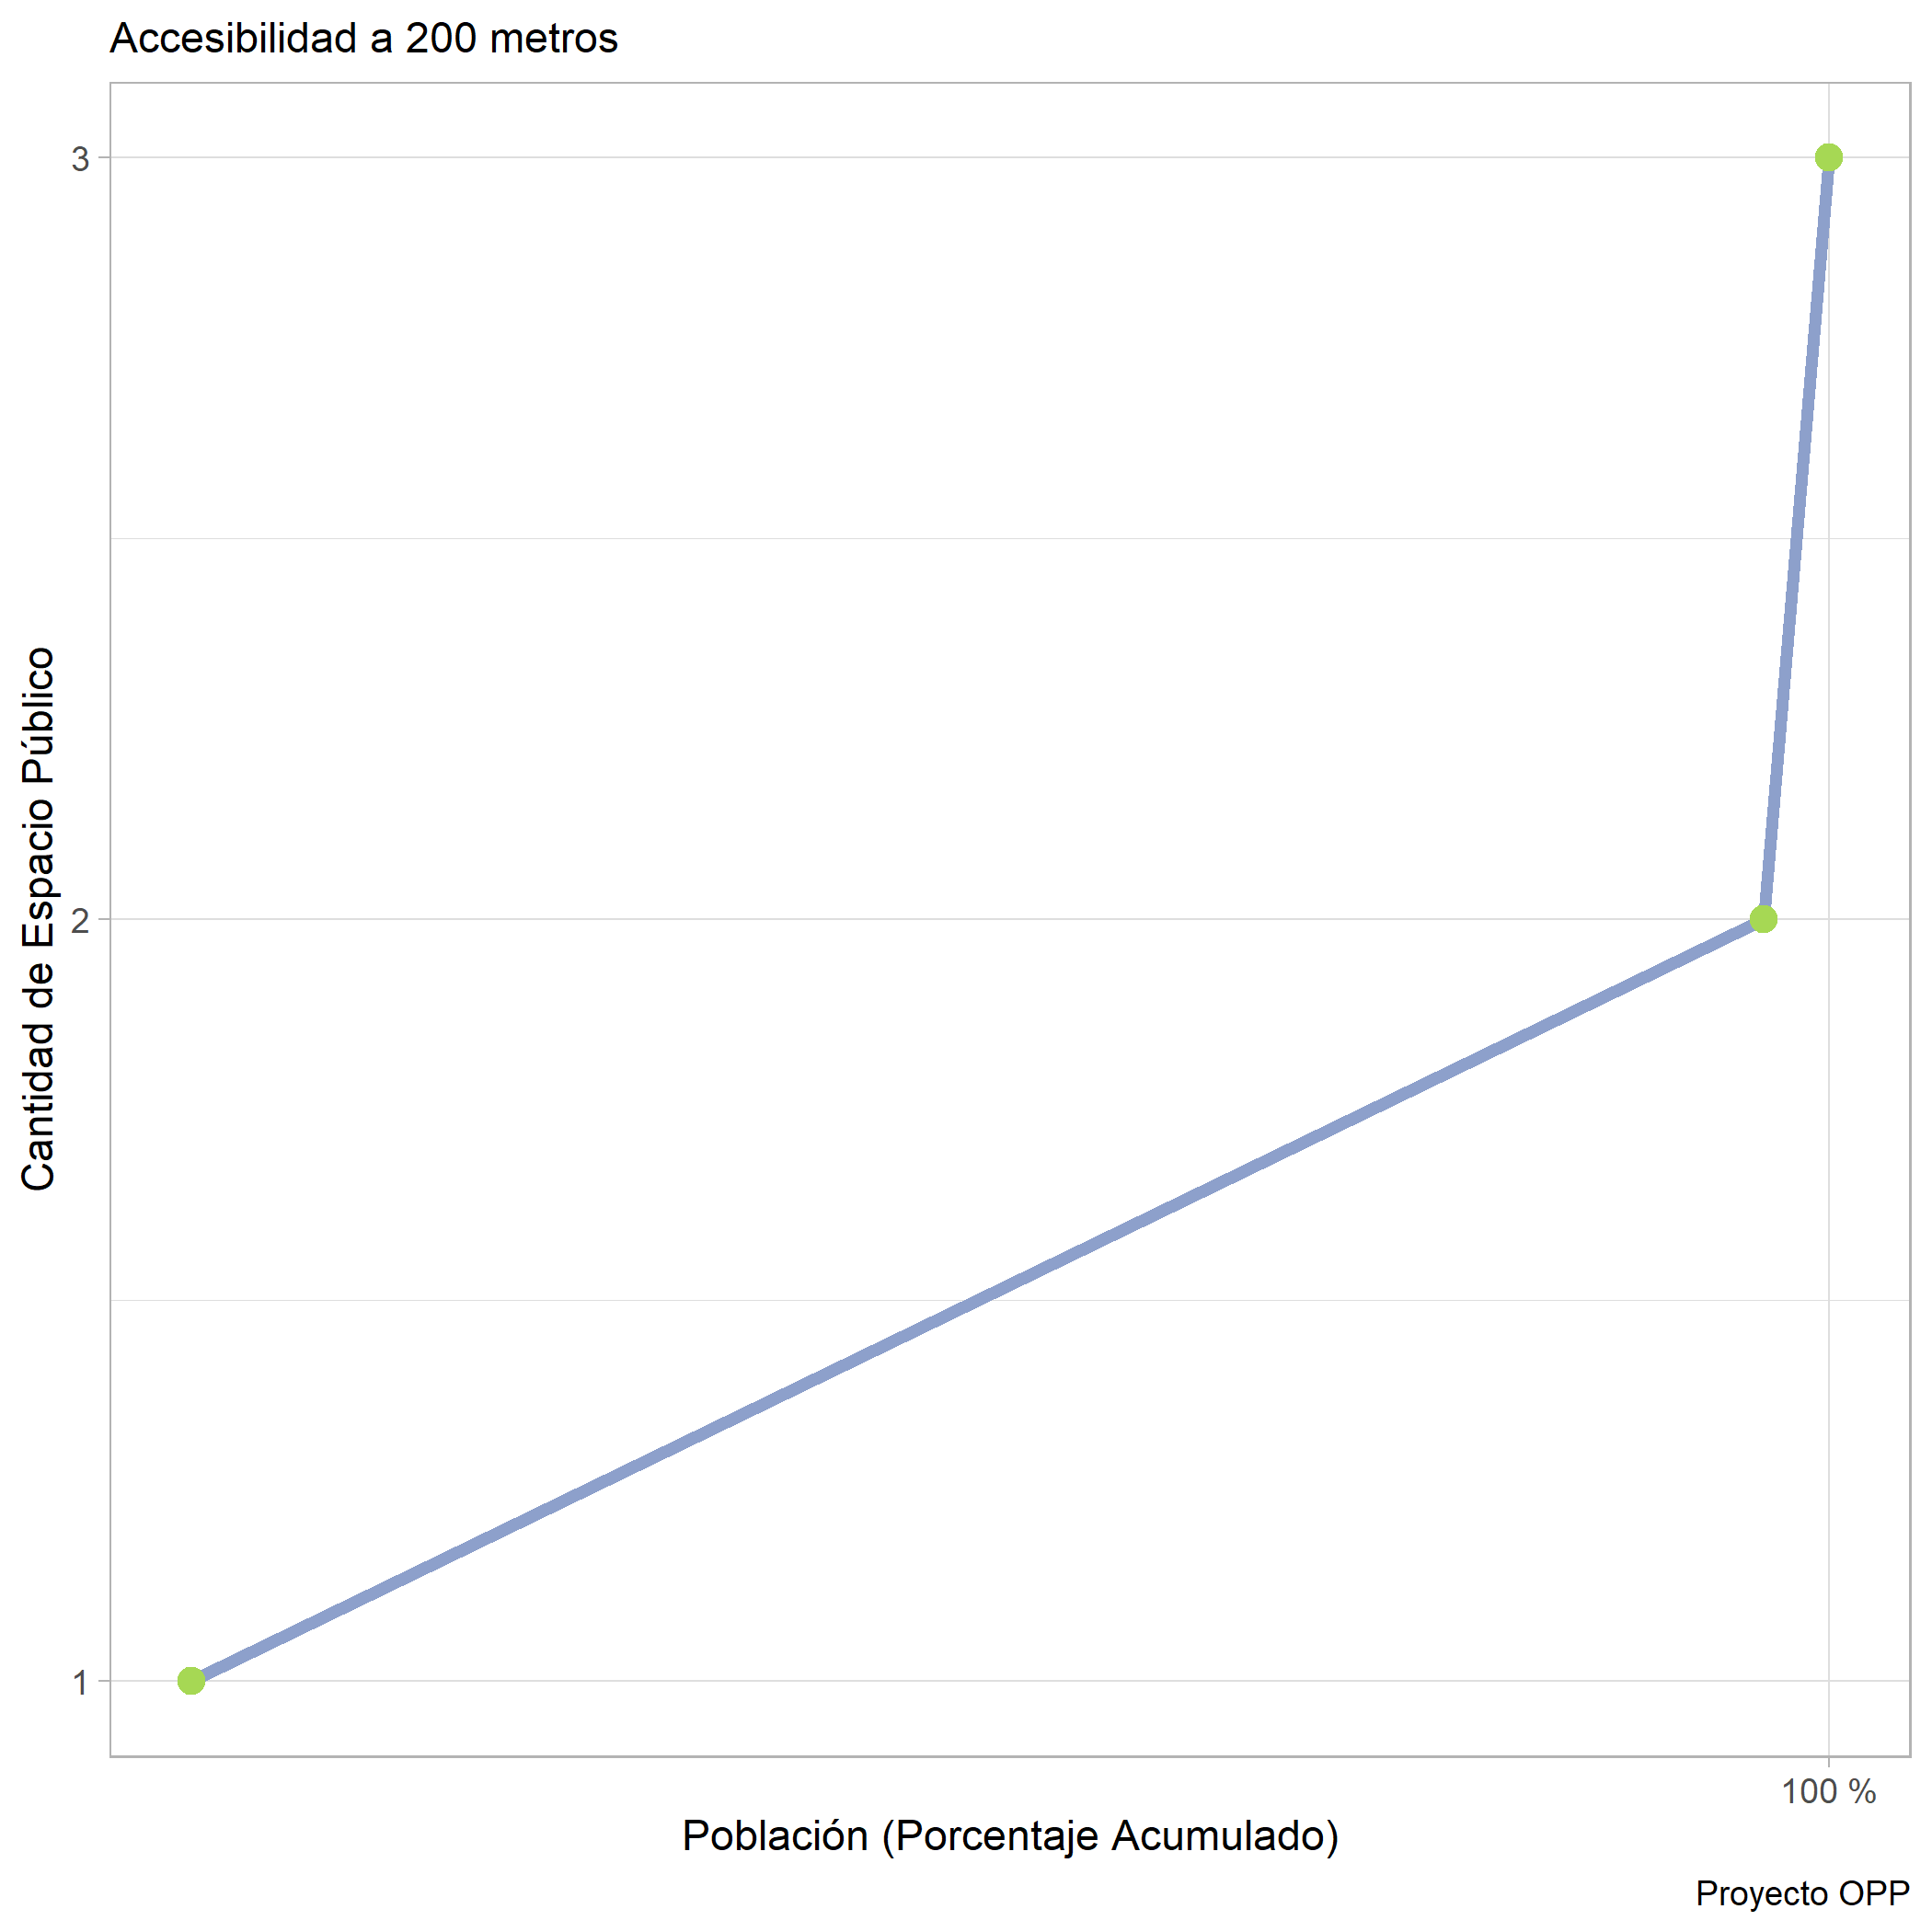 Accesibilidad a 200 metros
3
2
1
Cantidad de Espacio Público
100 %
Población (Porcentaje Acumulado)
Proyecto OPP